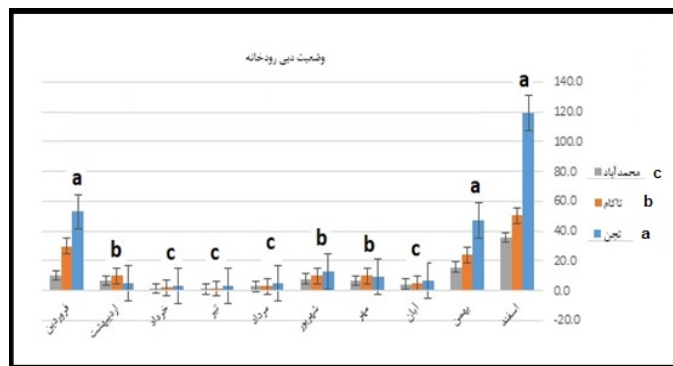 وضعیت دبی رودخانه
140.0
120.0
100.0
80.0
60.0
40.0
20.0
0.0
-20.0
a
b
c
c
c
b
b
c
a
a
محمدآباد c
تاکام b
تجن a
فروردین
اردیبهشت
خرداد
تیر
مرداد
شهریور
مهر
آبان
بهمن
اسفند